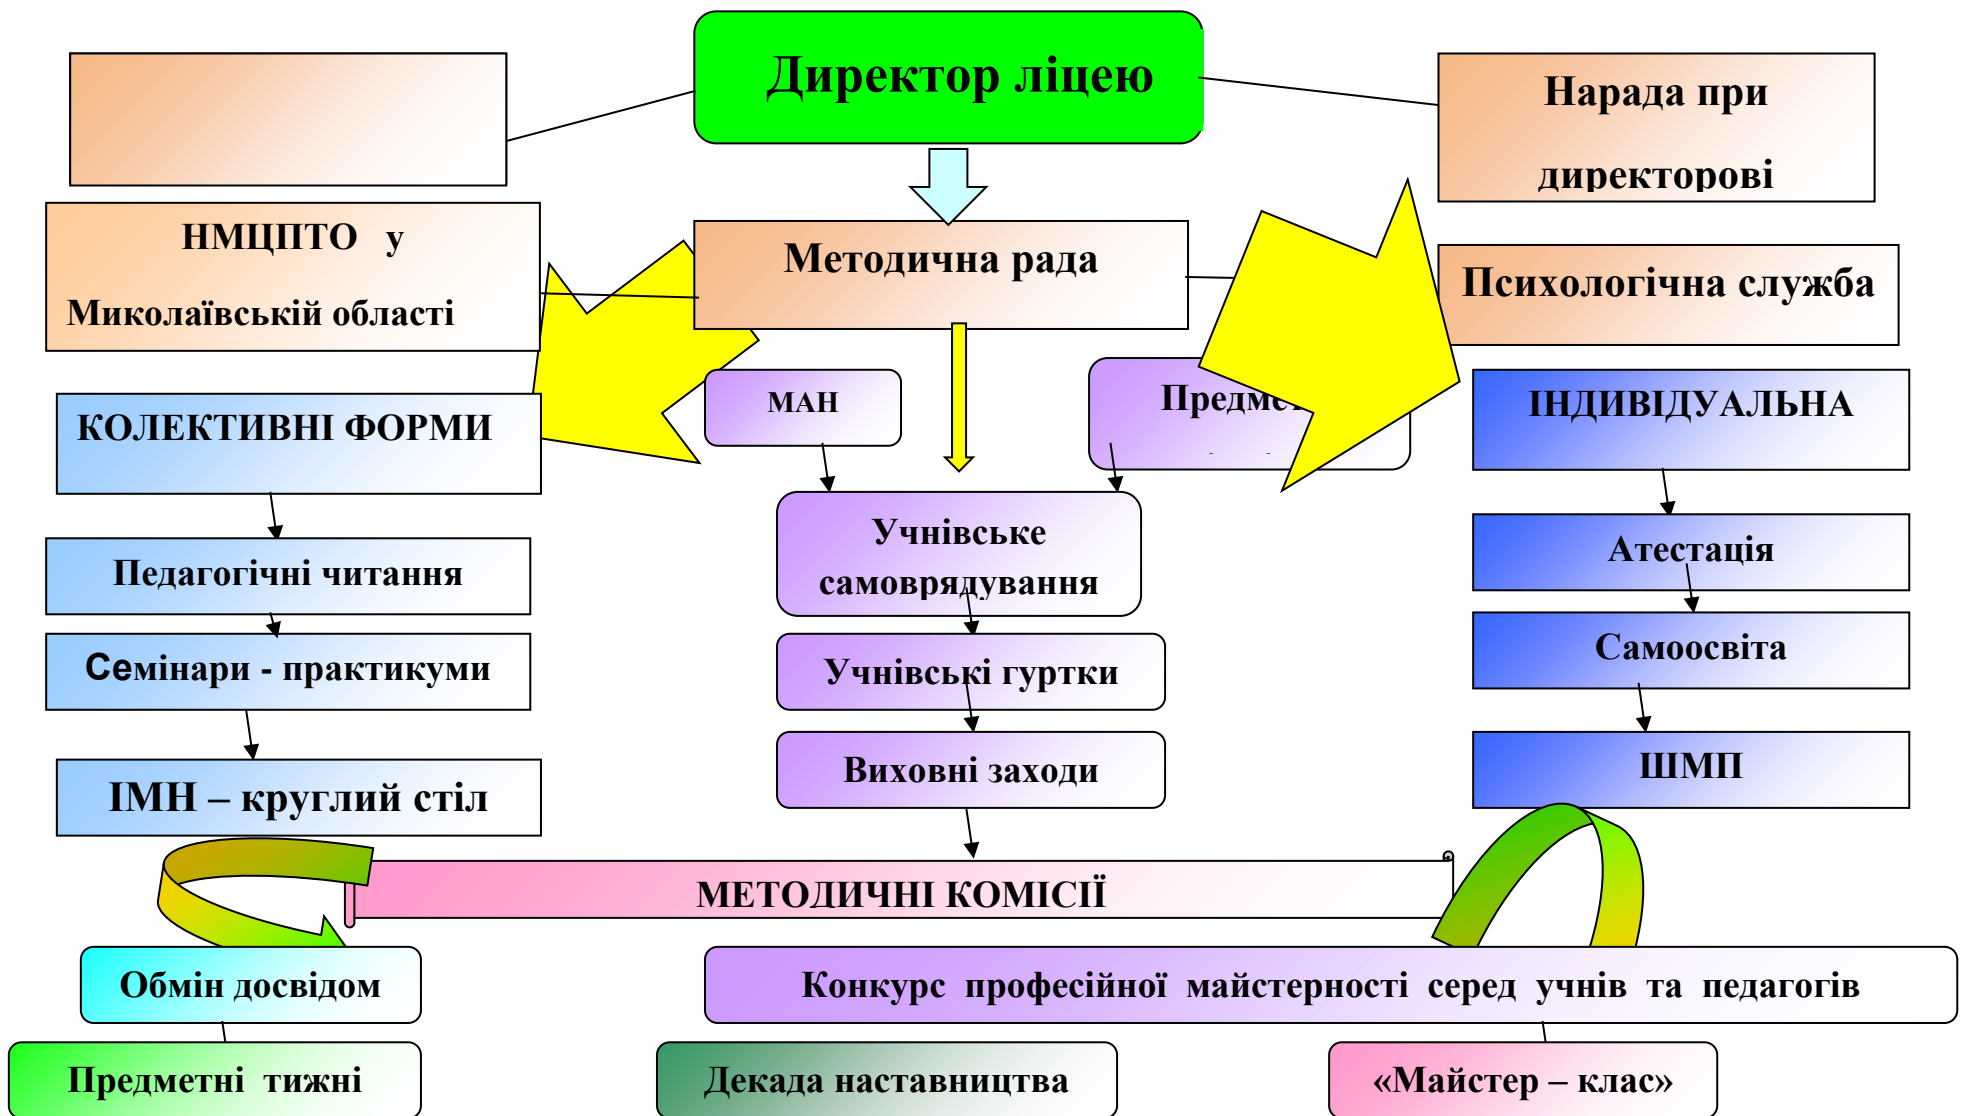 Директор ліцею
Нарада при
директорові
НМЦПТО у
Миколаївській області
Методична рада
Психологічна служба
КОЛЕКТИВНІ ФОРМИ
МАН
ІНДИВІДУАЛЬНА
Педагогічні читання
Учнівське
самоврядування
Атестація
Семінари - практикуми
Учнівські гуртки
Самоосвіта
ІМН – круглий стіл
Виховні заходи
ШМП
МЕТОДИЧНІ КОМІСІЇ
Обмін досвідом
Конкурс професійної майстерності серед учнів та педагогів
Предметні тижні
Декада наставництва
«Майстер – клас»